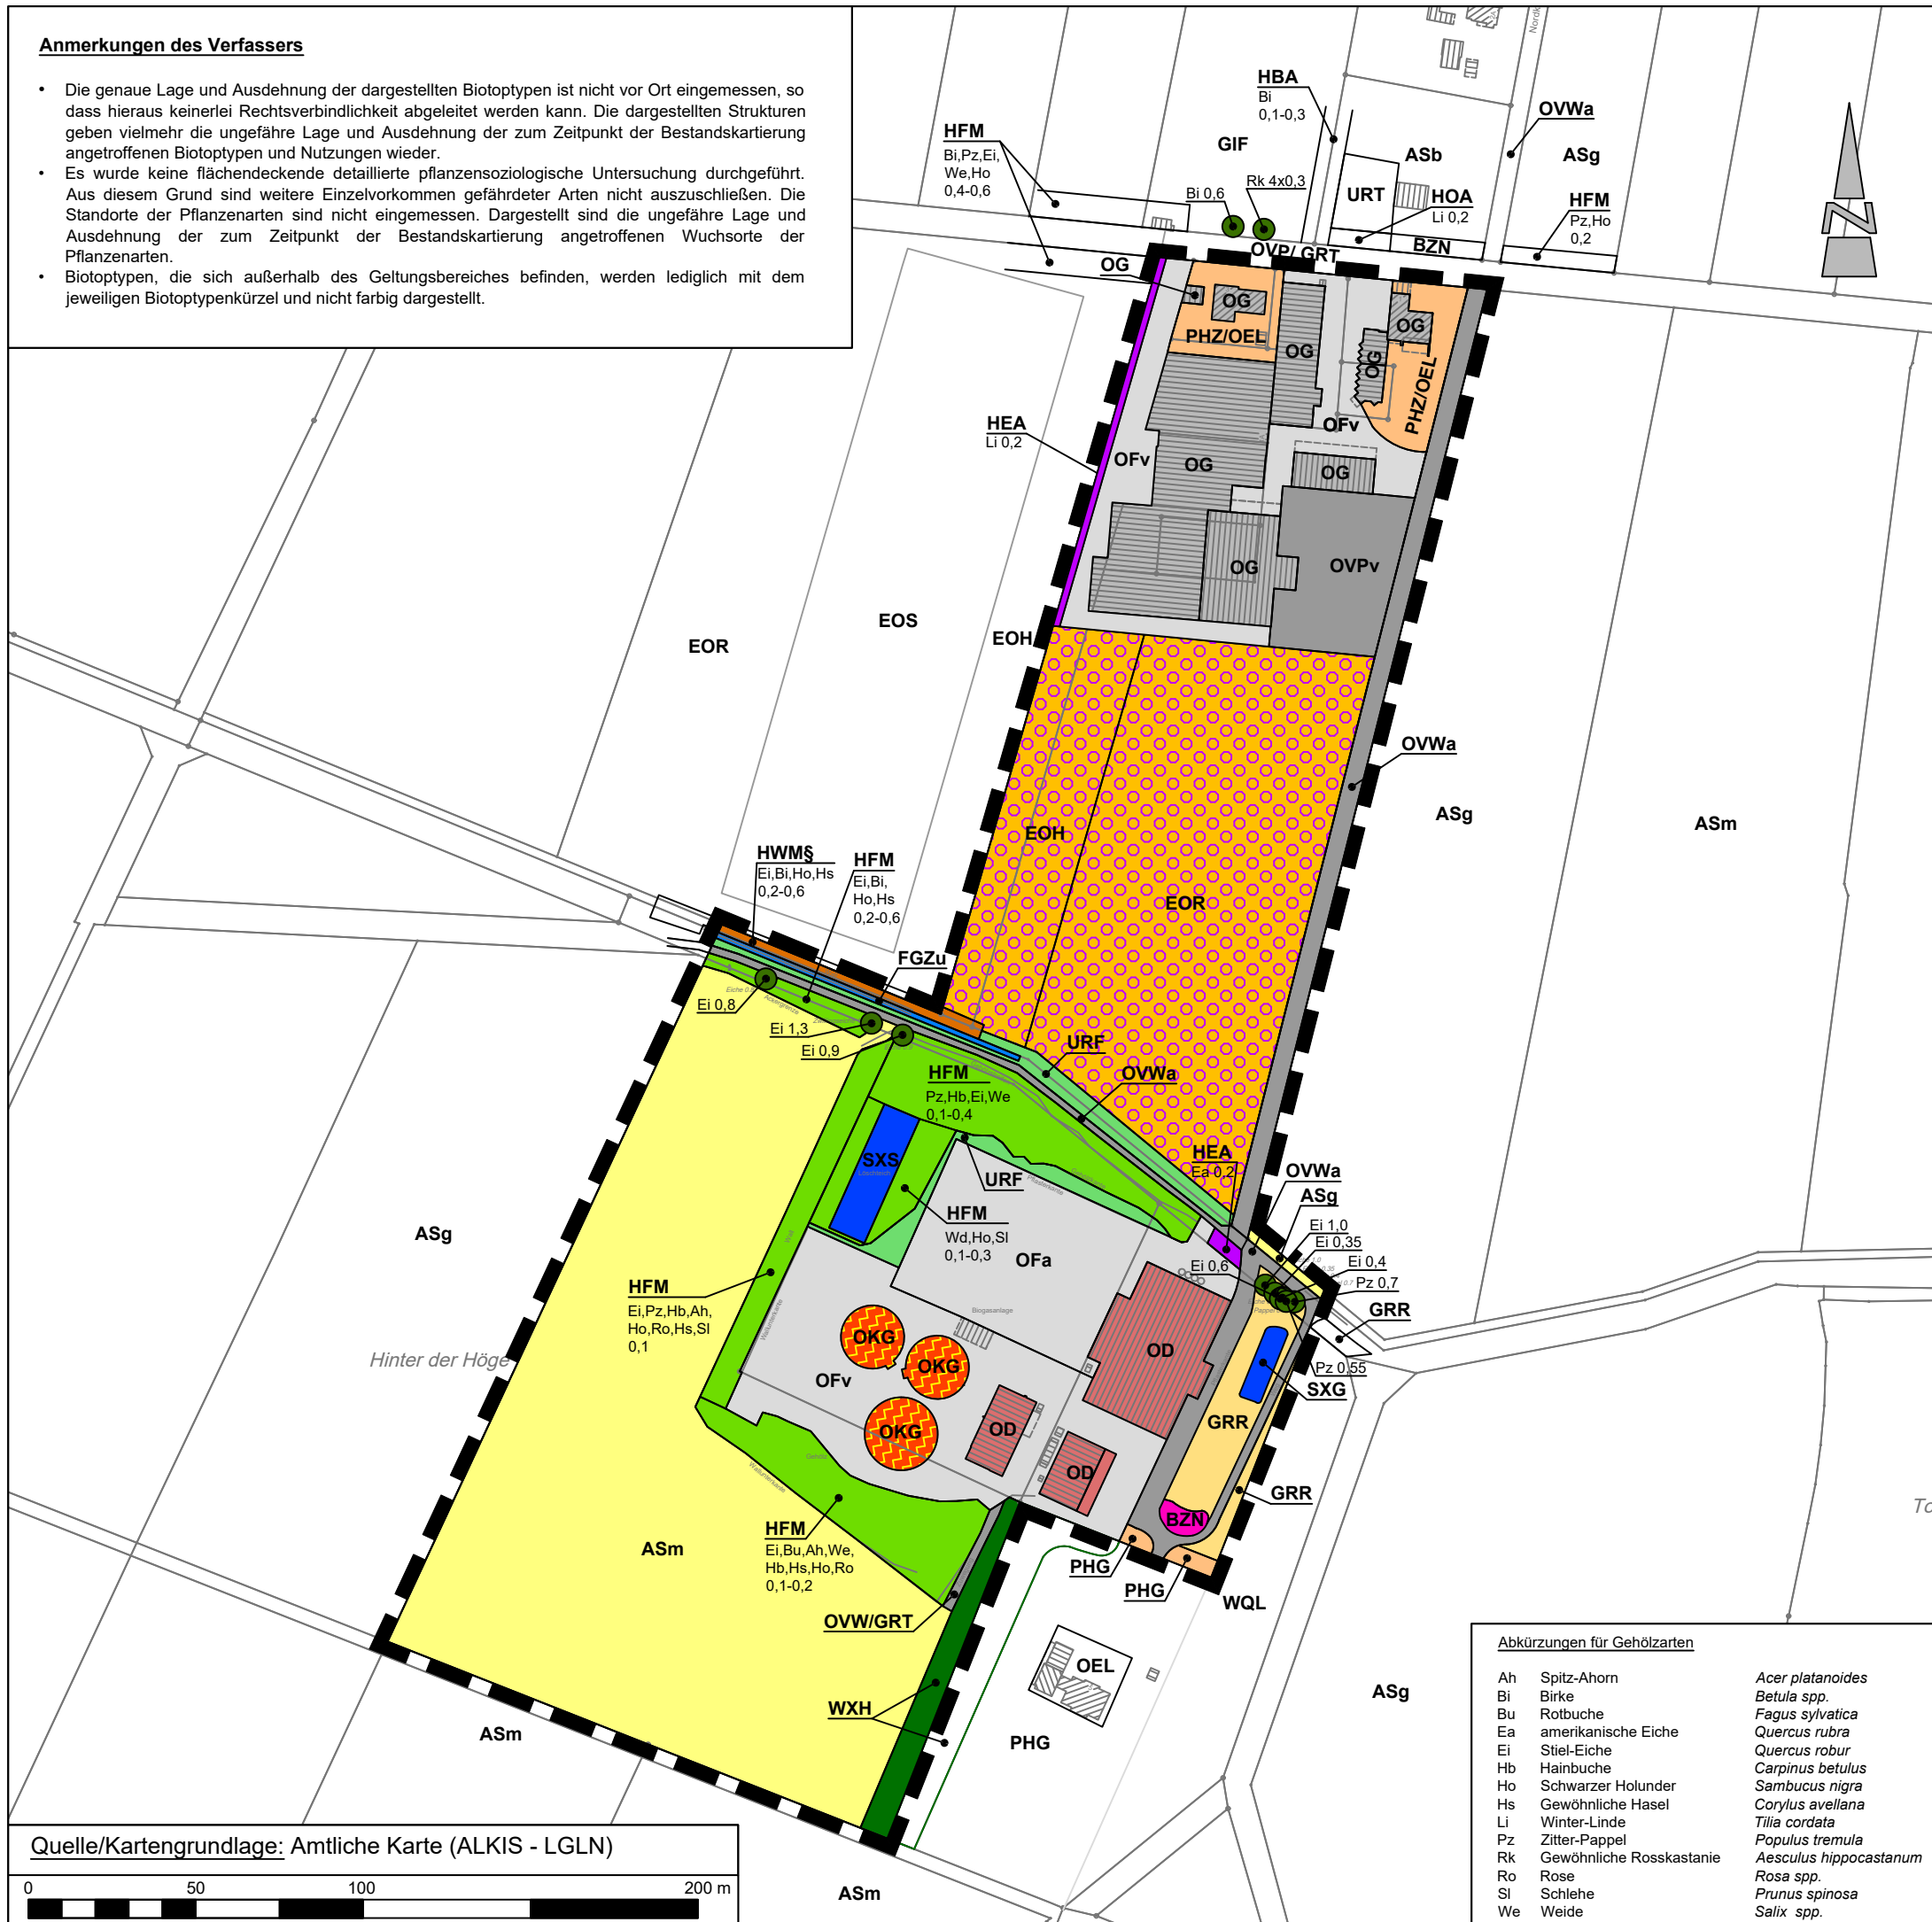 Anmerkungen des Verfassers
• Die genaue Lage und Ausdehnung der dargestellten Biotoptypen ist nicht vor Ort eingemessen, so
dass hieraus keinerlei Rechtsverbindlichkeit abgeleitet werden kann. Die dargestellten Strukturen
geben vielmehr die ungefähre Lage und Ausdehnung der zum Zeitpunkt der Bestandskartierung
angetroffenen Biotoptypen und Nutzungen wieder.
• Es wurde keine flächendeckende detaillierte pflanzensoziologische Untersuchung durchgeführt.
Aus diesem Grund sind weitere Einzelvorkommen gefährdeter Arten nicht auszuschließen. Die
Standorte der Pflanzenarten sind nicht eingemessen. Dargestellt sind die ungefähre Lage und
Ausdehnung der zum Zeitpunkt der Bestandskartierung angetroffenen Wuchsorte der
Pflanzenarten.
• Biotoptypen, die sich außerhalb des Geltungsbereiches befinden, werden lediglich mit dem
jeweiligen Biotoptypenkürzel und nicht farbig dargestellt.
HBA
Bi
0,1-0,3
OVWa
HFM
Bi,Pz,Ei,
We,Ho
0,4-0,6
GIF
ASb
ASg
Bi 0,6
Rk 4x0,3
URT
HOA
Li 0,2
HFM
Pz,Ho
0,2
BZN
OVP/ GRT
OG
OG
PHZ/OEL
OG
OG
OG
PHZ/OEL
HEA
Li 0,2
OFv
OFv
OG
OG
OG
OVPv
EOS
EOR
EOH
OVWa
ASg
ASm
EOH
EOR
HWM§
Ei,Bi,Ho,Hs
0,2-0,6
HFM
Ei,Bi,
Ho,Hs
0,2-0,6
FGZu
Ei 0,8
Ackergrenze
Ei 1,3
Ei 0,9
URF
OVWa
HFM
Pz,Hb,Ei,We
0,1-0,4
HEA
Ea 0,2
SXS
URF
OVWa
ASg
HFM
Wd,Ho,Sl
0,1-0,3
Ei 1,0
Ei 0,35
Ei 0,4
Ei 0,6
Pz 0,7
ASg
Wall
OFa
HFM
Ei,Pz,Hb,Ah,
Ho,Ro,Hs,Sl
0,1
Wallunterkante
Biogasanlage
GRR
Hinter der Höge
OKG
OKG
OD
Pz 0,55
SXG
OFv
GRR
OKG
OD
OD
GRR
Wallunterkante
BZN
HFM
Ei,Bu,Ah,We,
Hb,Hs,Ho,Ro
0,1-0,2
ASm
PHG
PHG
WQL
OVW/GRT
OEL
WXH
ASm
PHG
ASg
ASm
Abkürzungen für Gehölzarten
Ah Spitz-Ahorn Acer platanoides
Bi Birke Betula spp.
Bu Rotbuche Fagus sylvatica
Ea amerikanische Eiche Quercus rubra
Ei Stiel-Eiche Quercus robur
Hb Hainbuche Carpinus betulus
Ho Schwarzer Holunder Sambucus nigra
Hs Gewöhnliche Hasel Corylus avellana
Li Winter-Linde Tilia cordata
Pz Zitter-Pappel Populus tremula
Rk Gewöhnliche Rosskastanie Aesculus hippocastanum
Ro Rose Rosa spp.
Sl Schlehe Prunus spinosa
We Weide Salix spp.
Quelle/Kartengrundlage: Amtliche Karte (ALKIS - LGLN)
0 50 100 200 m